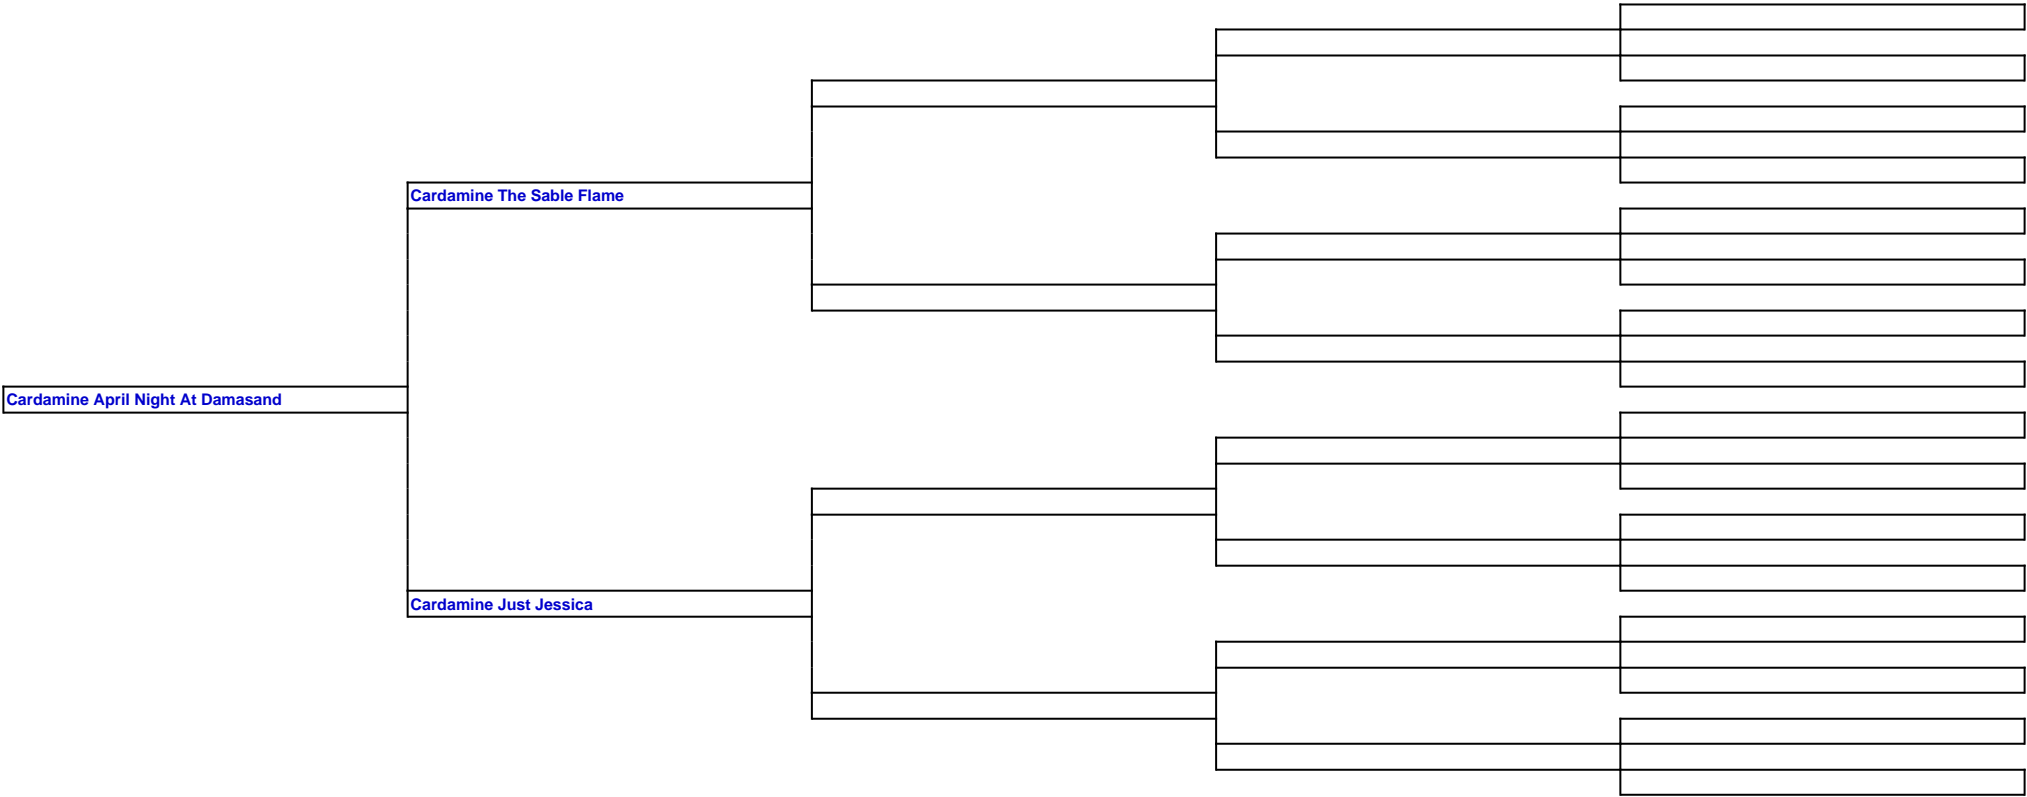 Cardamine The Sable Flame
Cardamine April Night At Damasand
Cardamine Just Jessica